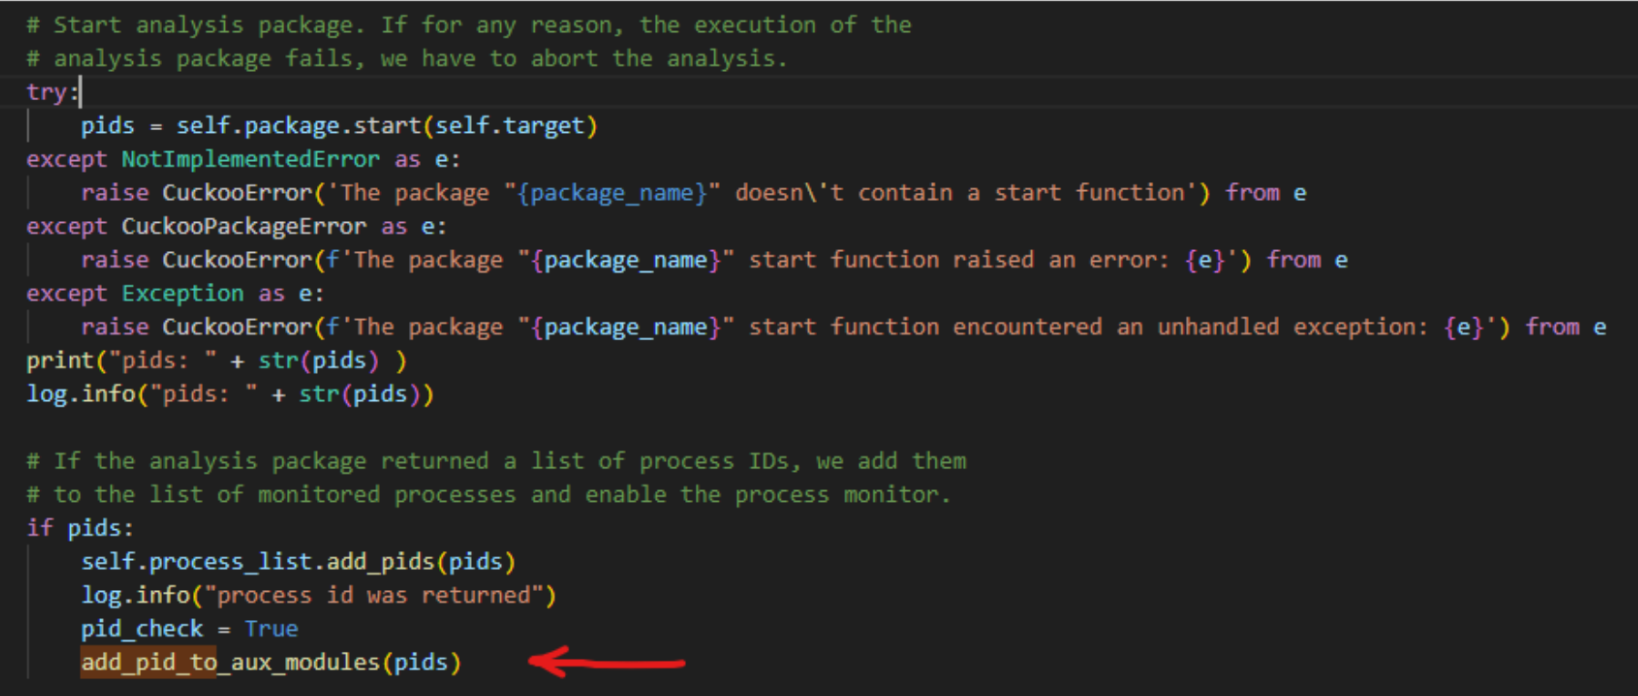 # Start analysis package. If for any reason, the execution of the
# analysis package fails, we have to abort the analysis.
try:
    pids = self.package.start(self.target)
except NotImplementedError as e:
    raise CuckooError('The package "{package_name}" doesn\'t contain a start function') from e
except CuckooPackageError as e:
    raise CuckooError(f'The package "{package_name}" start function raised an error: {e}') from e
except Exception as e:
    raise CuckooError(f'The package "{package_name}" start function encountered an unhandled exception: {e}') from e
print("pids: " + str(pids) )
log.info("pids: " + str(pids))

# If the analysis package returned a list of process IDs, we add them
# to the list of monitored processes and enable the process monitor.
if pids:
    self.process_list.add_pids(pids)
    log.info("process id was returned")
    pid_check = True
    add_pid_to_aux_modules(pids)